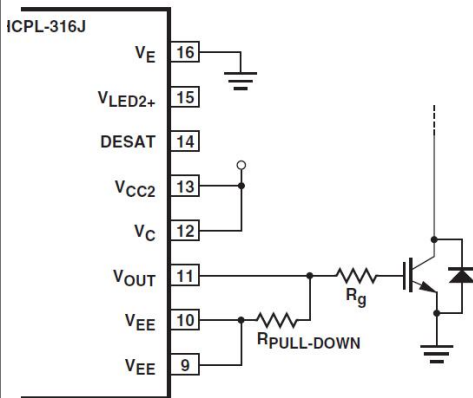 HCPL-316J
VE 16
VLED2+ 15
DESAT 14
VCC2 13
VC 12
VOUT 11
Rg
VEE 10
RPULL-DOWN
VEE 9